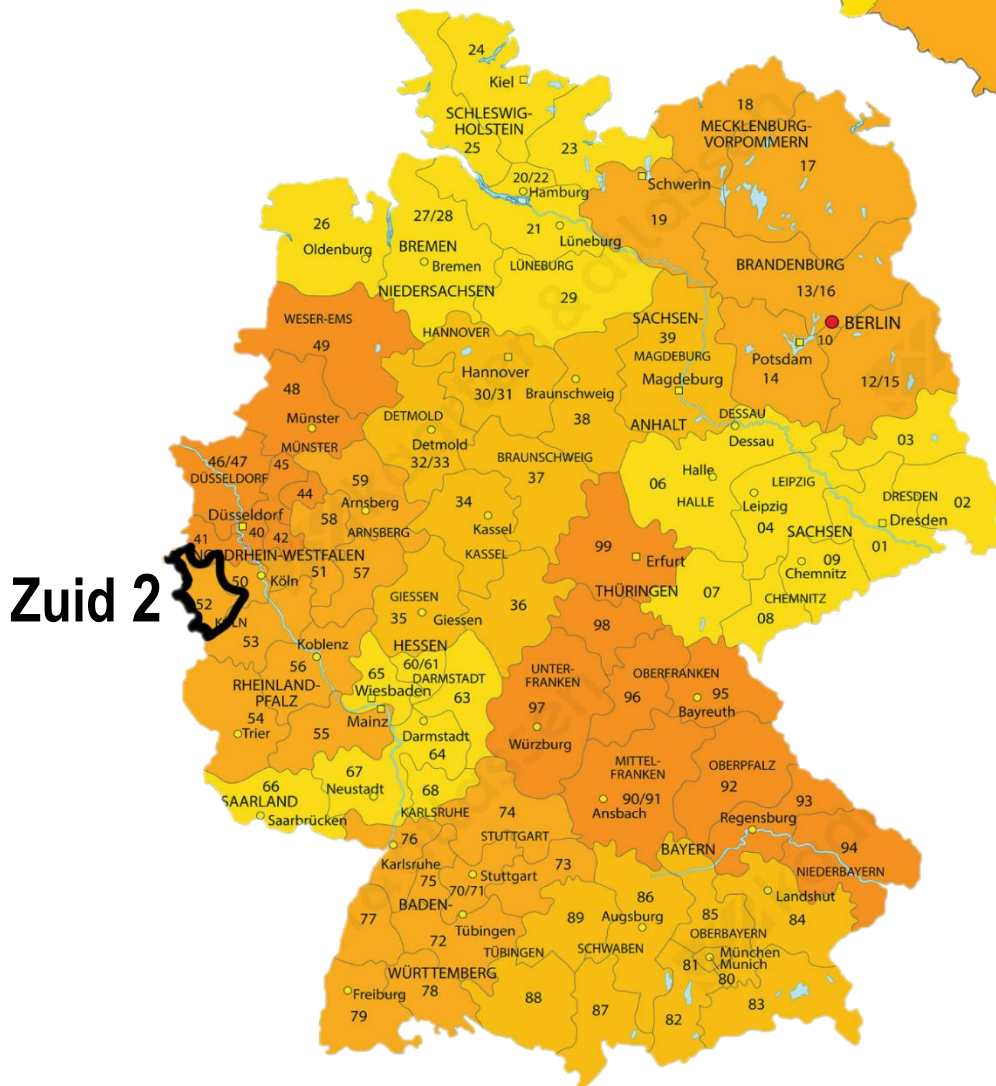 24
Kiel
SCHLESWIG-
HOLSTEIN
25
23
18
MECKLENBURG-
VORPOMMERN
17
20/22
Hamburg
Schwerin
19
26
Oldenburg
27/28
BREMEN
Bremen
21
Lüneburg
LÜNEBURG
NIEDERSACHSEN
29
BRANDENBURG
13/16
BERLIN
10
Potsdam
14
12/15
WESER-EMS
49
HANNOVER
Hannover
30/31
SACHSEN-
39
MAGDEBURG
Magdeburg
ANHALT
DESSAU
Dessau
48
Münster
MÜNSTER
DETMOLD
Detmold
32/33
Braunschweig
38
BRAUNSCHWEIG
37
03
46/47
DÜSSELDORF
45
44
59
Arnsberg
58
ARNSBERG
34
Kassel
KASSEL
Halle
06
HALLE
LEIPZIG
Leipzig
04
DRESDEN
02
Dresden
SACHSEN
01
Düsseldorf
41
40
42
NORDRHEIN-WESTFALEN
50
Köln
51
57
99
Erfurt
THÜRINGEN
09
Chemnitz
CHEMNITZ
07
08
Zuid 2
52
KÖLN
53
GIESSEN
35
Giessen
36
98
Koblenz
56
HESSEN
60/61
DARMSTADT
65
Wiesbaden
63
UNTER-
FRANKEN
97
Würzburg
OBERFRANKEN
96
95
Bayreuth
RHEINLAND-
PFALZ
54
Trier
55
Mainz
Darmstadt
64
MITTEL-
FRANKEN
90/91
Ansbach
OBERPFALZ
92
93
66
SAARLAND
Saarbrücken
67
Neustadt
68
KARLSRUHE
74
STUTTGART
Regensburg
BAYERN
94
NIEDERBAYERN
76
Karlsruhe
75
Stuttgart
70/71
73
Landshut
84
77
BADEN-
Tübingen
72
TÜBINGEN
89
86
Augsburg
SCHWABEN
85
OBERBAYERN
München
Munich
81
80
WÜRTTEMBERG
78
Freiburg
79
88
87
82
83